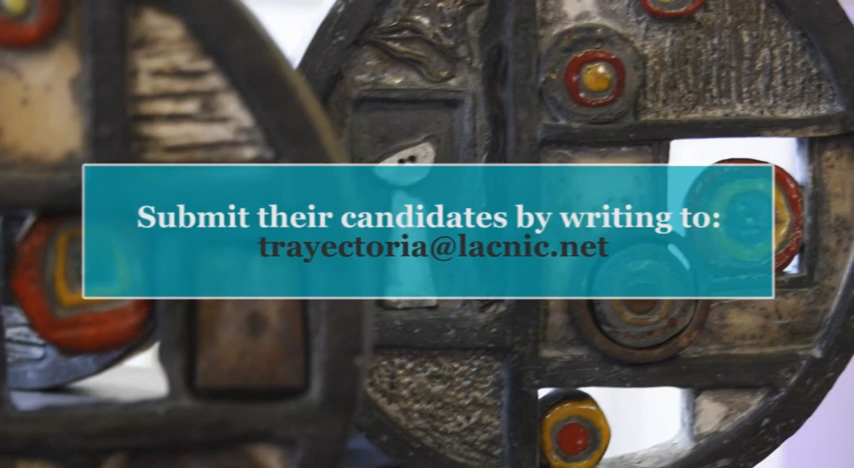 Submit their candidates by writing to:
trayectoria@lacnic.net